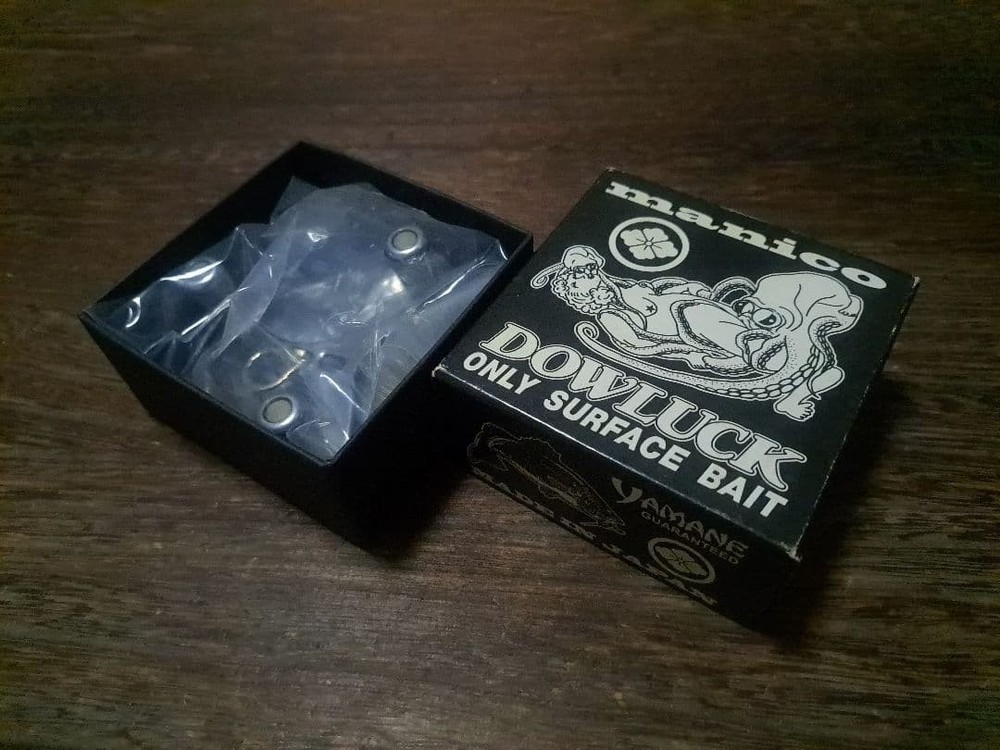 manico
DOWLUCK
ONLY SURFACE BAIT
YAMANE
GUARANTEED
MADE IN JAPAN